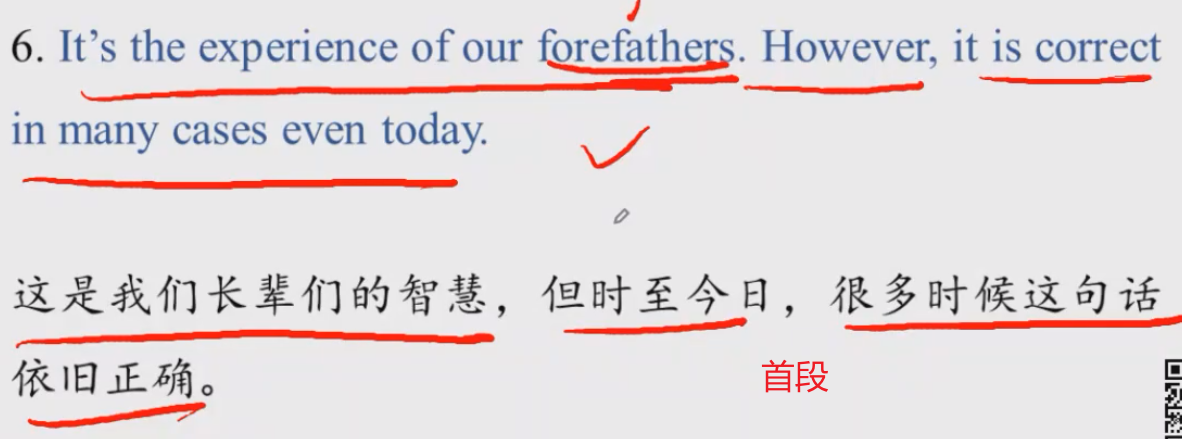 6. It's the experience of our forefathers. However, it is correct
in many cases even today.
这是我们长辈们的智慧，但时至今日，很多时候这句话
依旧正确。
首段